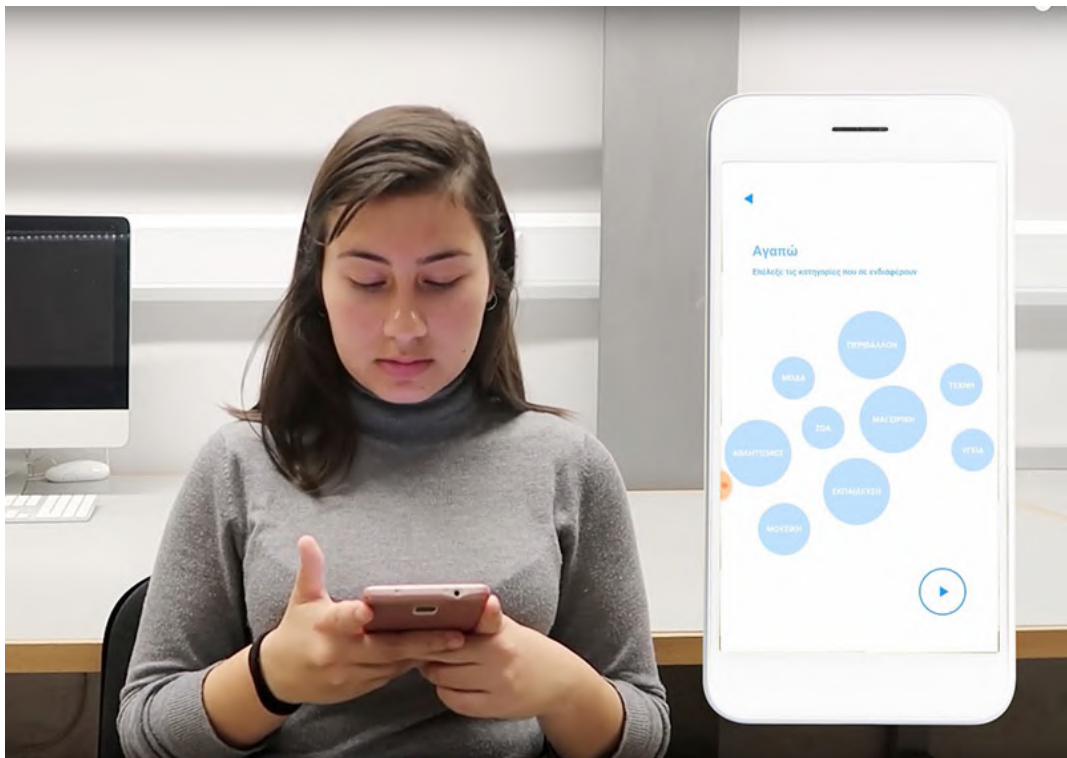 Αγαπώ
Επέλεξε τις κατηγορίες που σε ενδιαφέρουν
ΠΕΡΙΒΑΛΛΟΝ
ΜΟΔΑ
ΤΕΧΝΗ
ΜΑΓΕΙΡΙΚΗ
ΖΩΑ
ΥΓΕΙΑ
ΑΘΛΗΤΙΣΜΟΣ
ΕΚΠΑΙΔΕΥΣΗ
ΜΟΥΣΙΚΗ